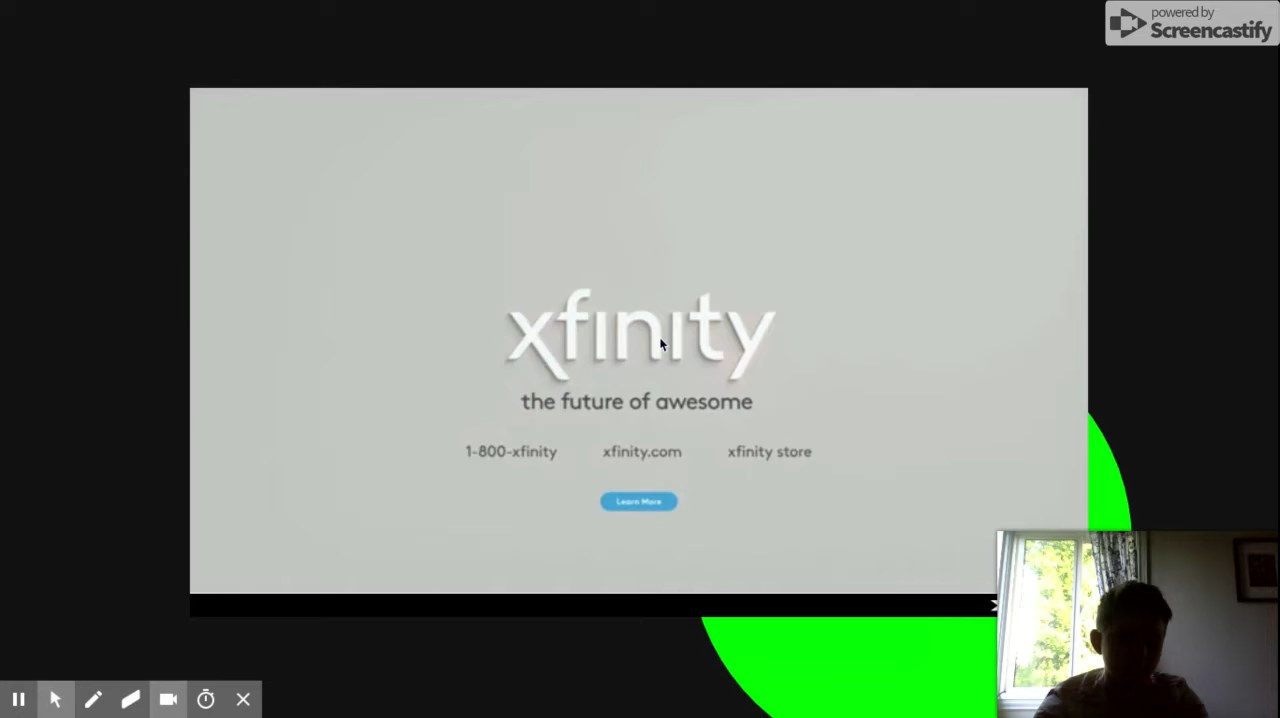 powered by
Screencastify
xfinity
the future of awesome
1-800-xfinity xfinity.com xfinity store
Learn More